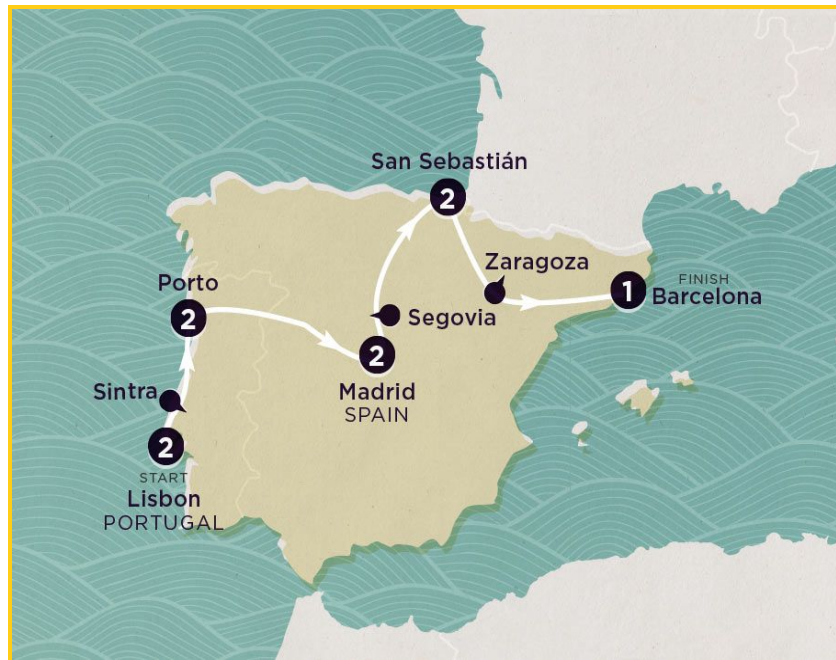 San Sebastián
2
Zaragoza
Porto
2
FINISH
1
Barcelona
Segovia
2
Madrid
SPAIN
Sintra
2
START
Lisbon
PORTUGAL